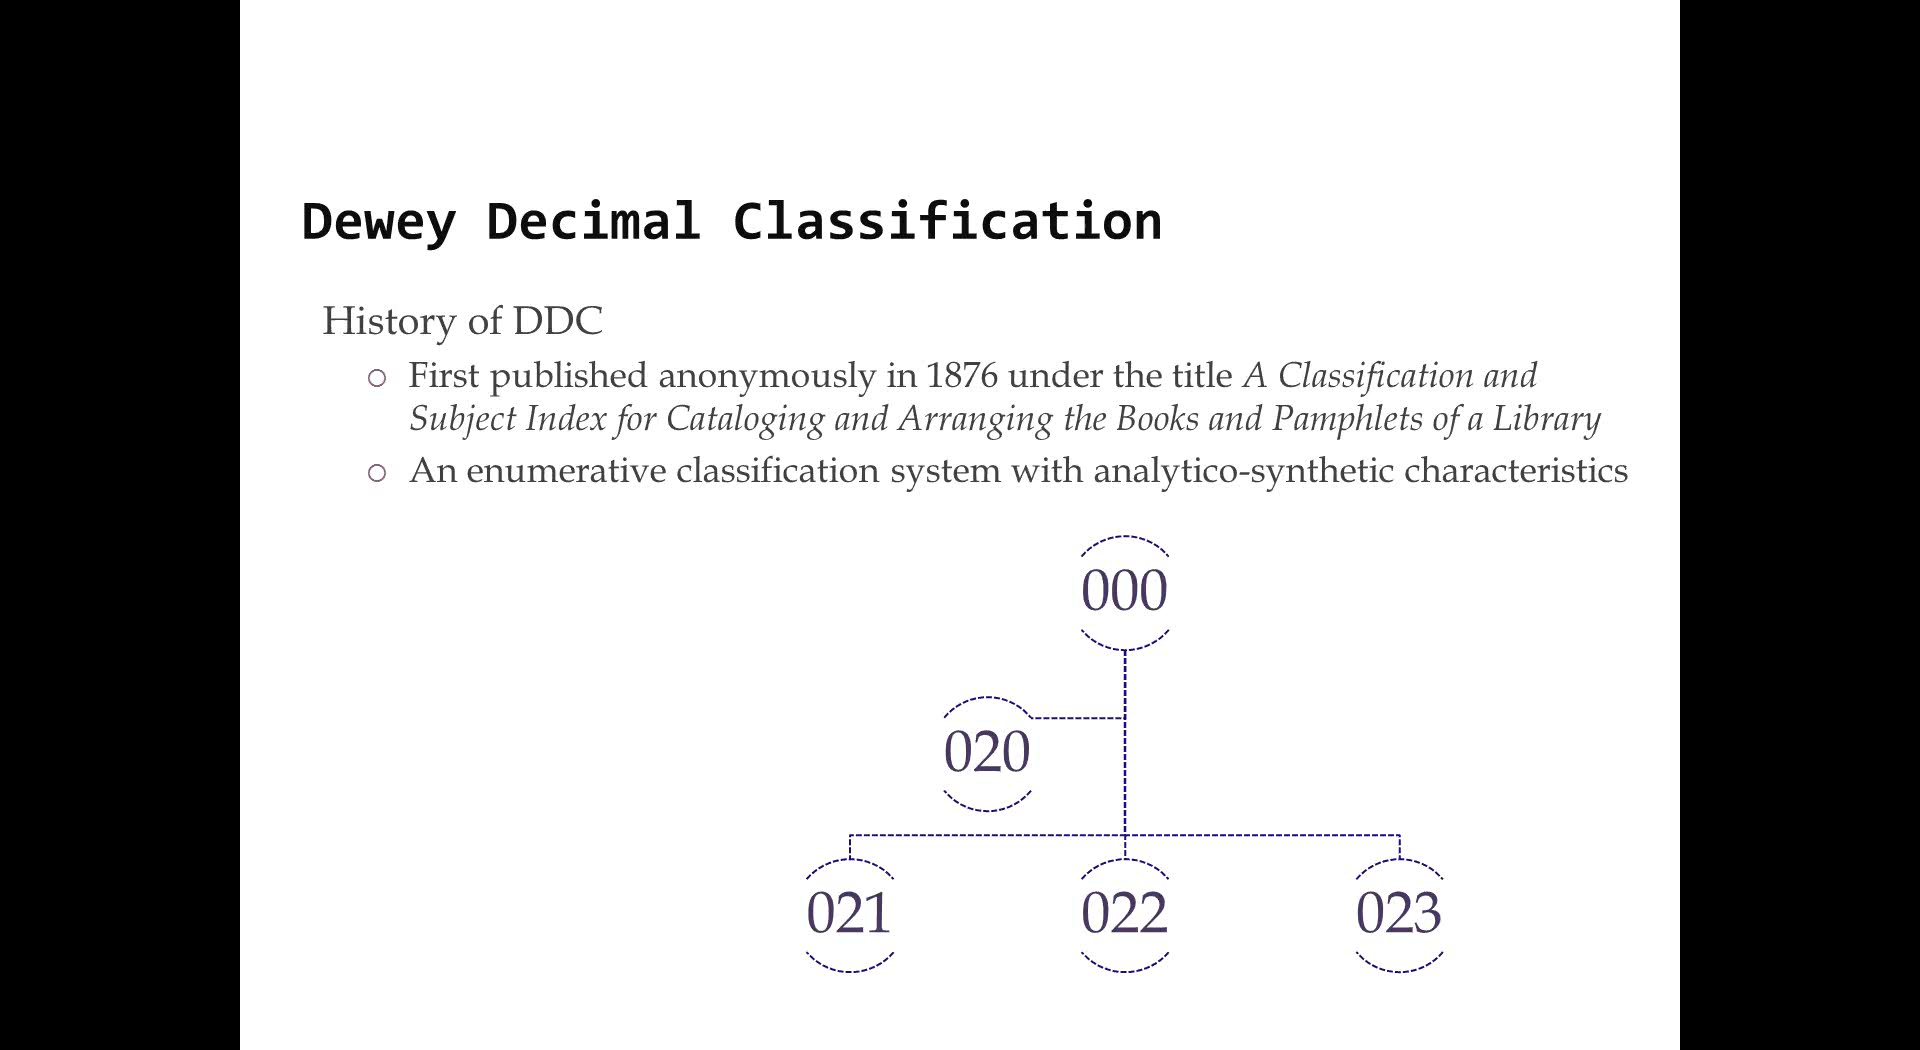 Dewey Decimal Classification
History of DDC
First published anonymously in 1876 under the title A Classification and
Subject Index for Cataloging and Arranging the Books and Pamphlets of a Library
An enumerative classification system with analytico-synthetic characteristics
000
020
021 022 023